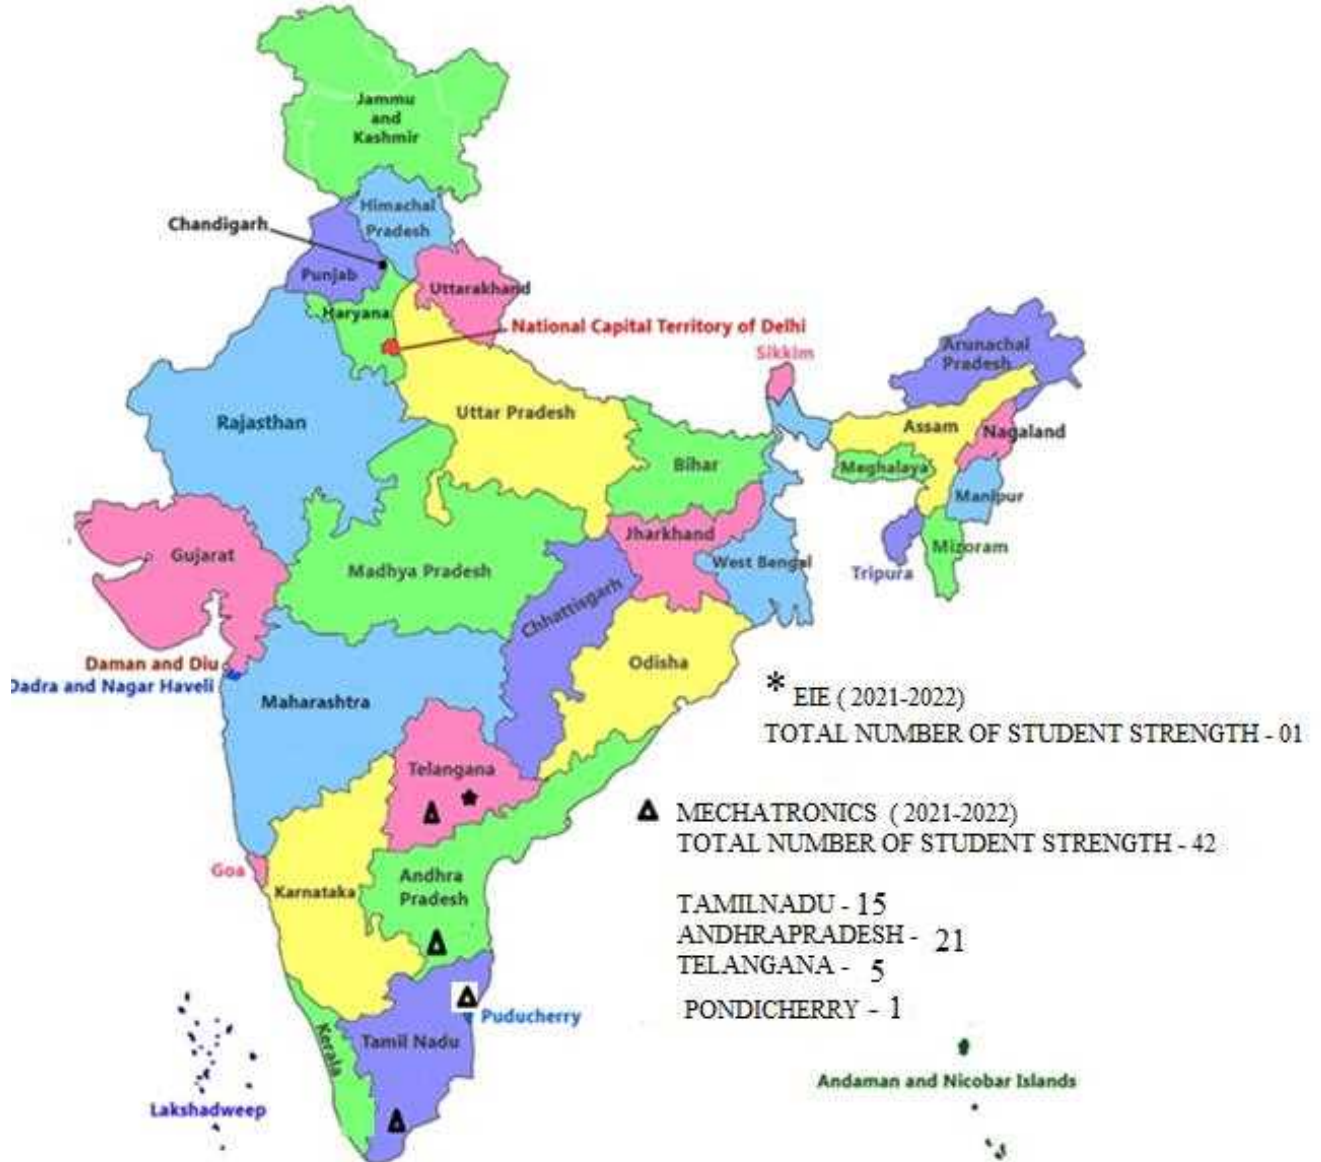 Jammu
and
Kashmir
Himachal
Pradesh
Chandigarh
Punjab
Uttarakhand
Haryana
National Capital Territory of Delhi
Sikkim
Arunachal
Pradesh
Rajasthan
Uttar Pradesh
Assam
Nagaland
Bihar
Meghalaya
Manipur
Gujarat
Madhya Pradesh
Jharkhand
West Bengal
Mizoram
Tripura
Chhattisgarh
Daman and Diu
Dadra and Nagar Haveli
Maharashtra
Odisha
* EIE ( 2021-2022)
TOTAL NUMBER OF STUDENT STRENGTH - 01
Telangana
MECHATRONICS ( 2021-2022)
TOTAL NUMBER OF STUDENT STRENGTH - 42
Goa
Karnataka
Andhra
Pradesh
TAMILNADU - 15
ANDHRAPRADESH - 21
TELANGANA - 5
PONDICHERRY - 1
Puducherry
Kerala
Tamil Nadu
Lakshadweep
Andaman and Nicobar Islands